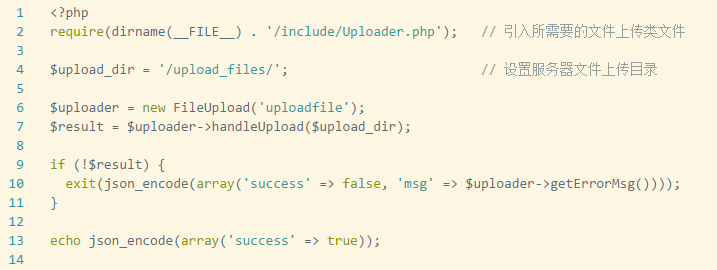 1 <?php
2 require(dirname(__FILE__) . '/include/Uploader.php');   // 引入所需要的文件上传类文件
3
4 $upload_dir = '/upload_files/';                         // 设置服务器文件上传目录
5
6 $uploader = new FileUpload('uploadfile');
7 $result = $uploader->handleUpload($upload_dir);
8
9 if (!$result) {
10   exit(json_encode(array('success' => false, 'msg' => $uploader->getErrorMsg())));
11 }
12
13 echo json_encode(array('success' => true));
14